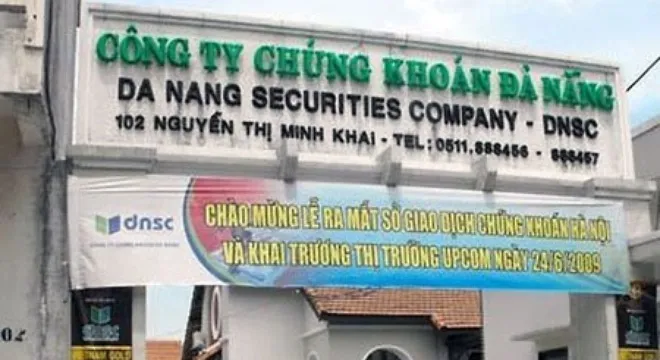 CÔNG TY CHỨNG KHOÁN ĐÀ NẴNG
DA NANG SECURITIES COMPANY - DNSC
102 NGUYỄN THỊ MINH KHAI - TEL: 0511.888456 - 888457
dnsc
CHÀO MỪNG LỄ RA MẮT SỞ GIAO DỊCH CHỨNG KHOÁN HÀ NỘI
VÀ KHAI TRƯƠNG THỊ TRƯỜNG UPCOM NGÀY 24/6/2009